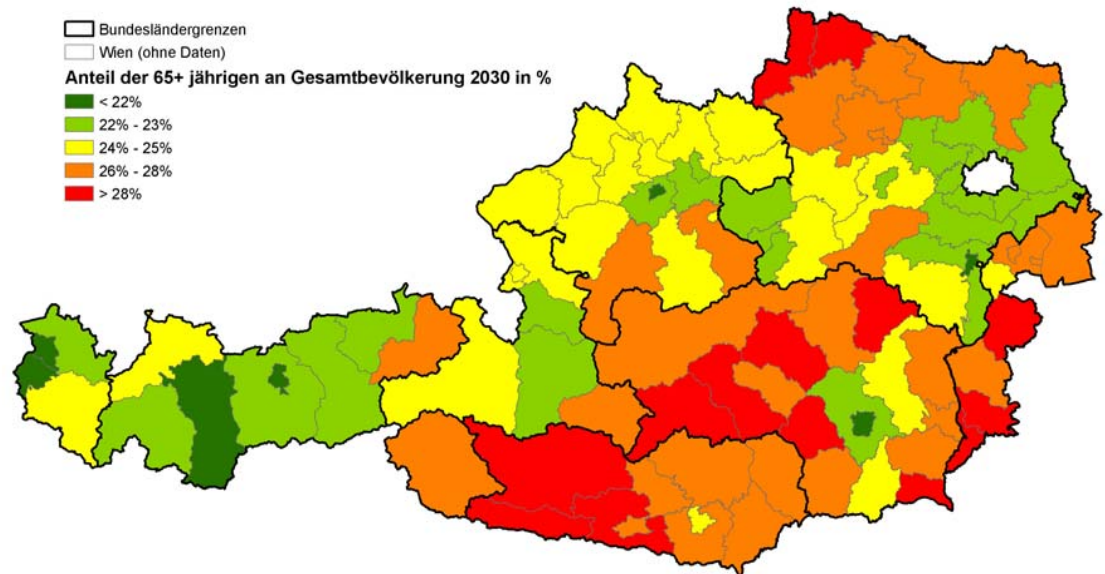 Bundesländergrenzen
Wien (ohne Daten)
Anteil der 65+ jährigen an Gesamtbevölkerung 2030 in %
< 22%
22% - 23%
24% - 25%
26% - 28%
> 28%